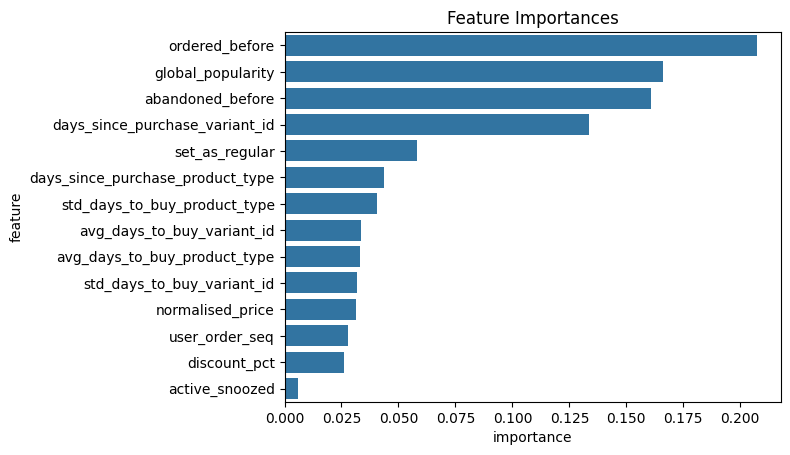 Feature Importances
ordered_before
global_popularity
abandoned_before
days_since_purchase_variant_id
set_as_regular
days_since_purchase_product_type
std_days_to_buy_product_type
avg_days_to_buy_variant_id
avg_days_to_buy_product_type
std_days_to_buy_variant_id
normalised_price
user_order_seq
discount_pct
active_snoozed
feature
0.000 0.025 0.050 0.075 0.100 0.125 0.150 0.175 0.200
importance